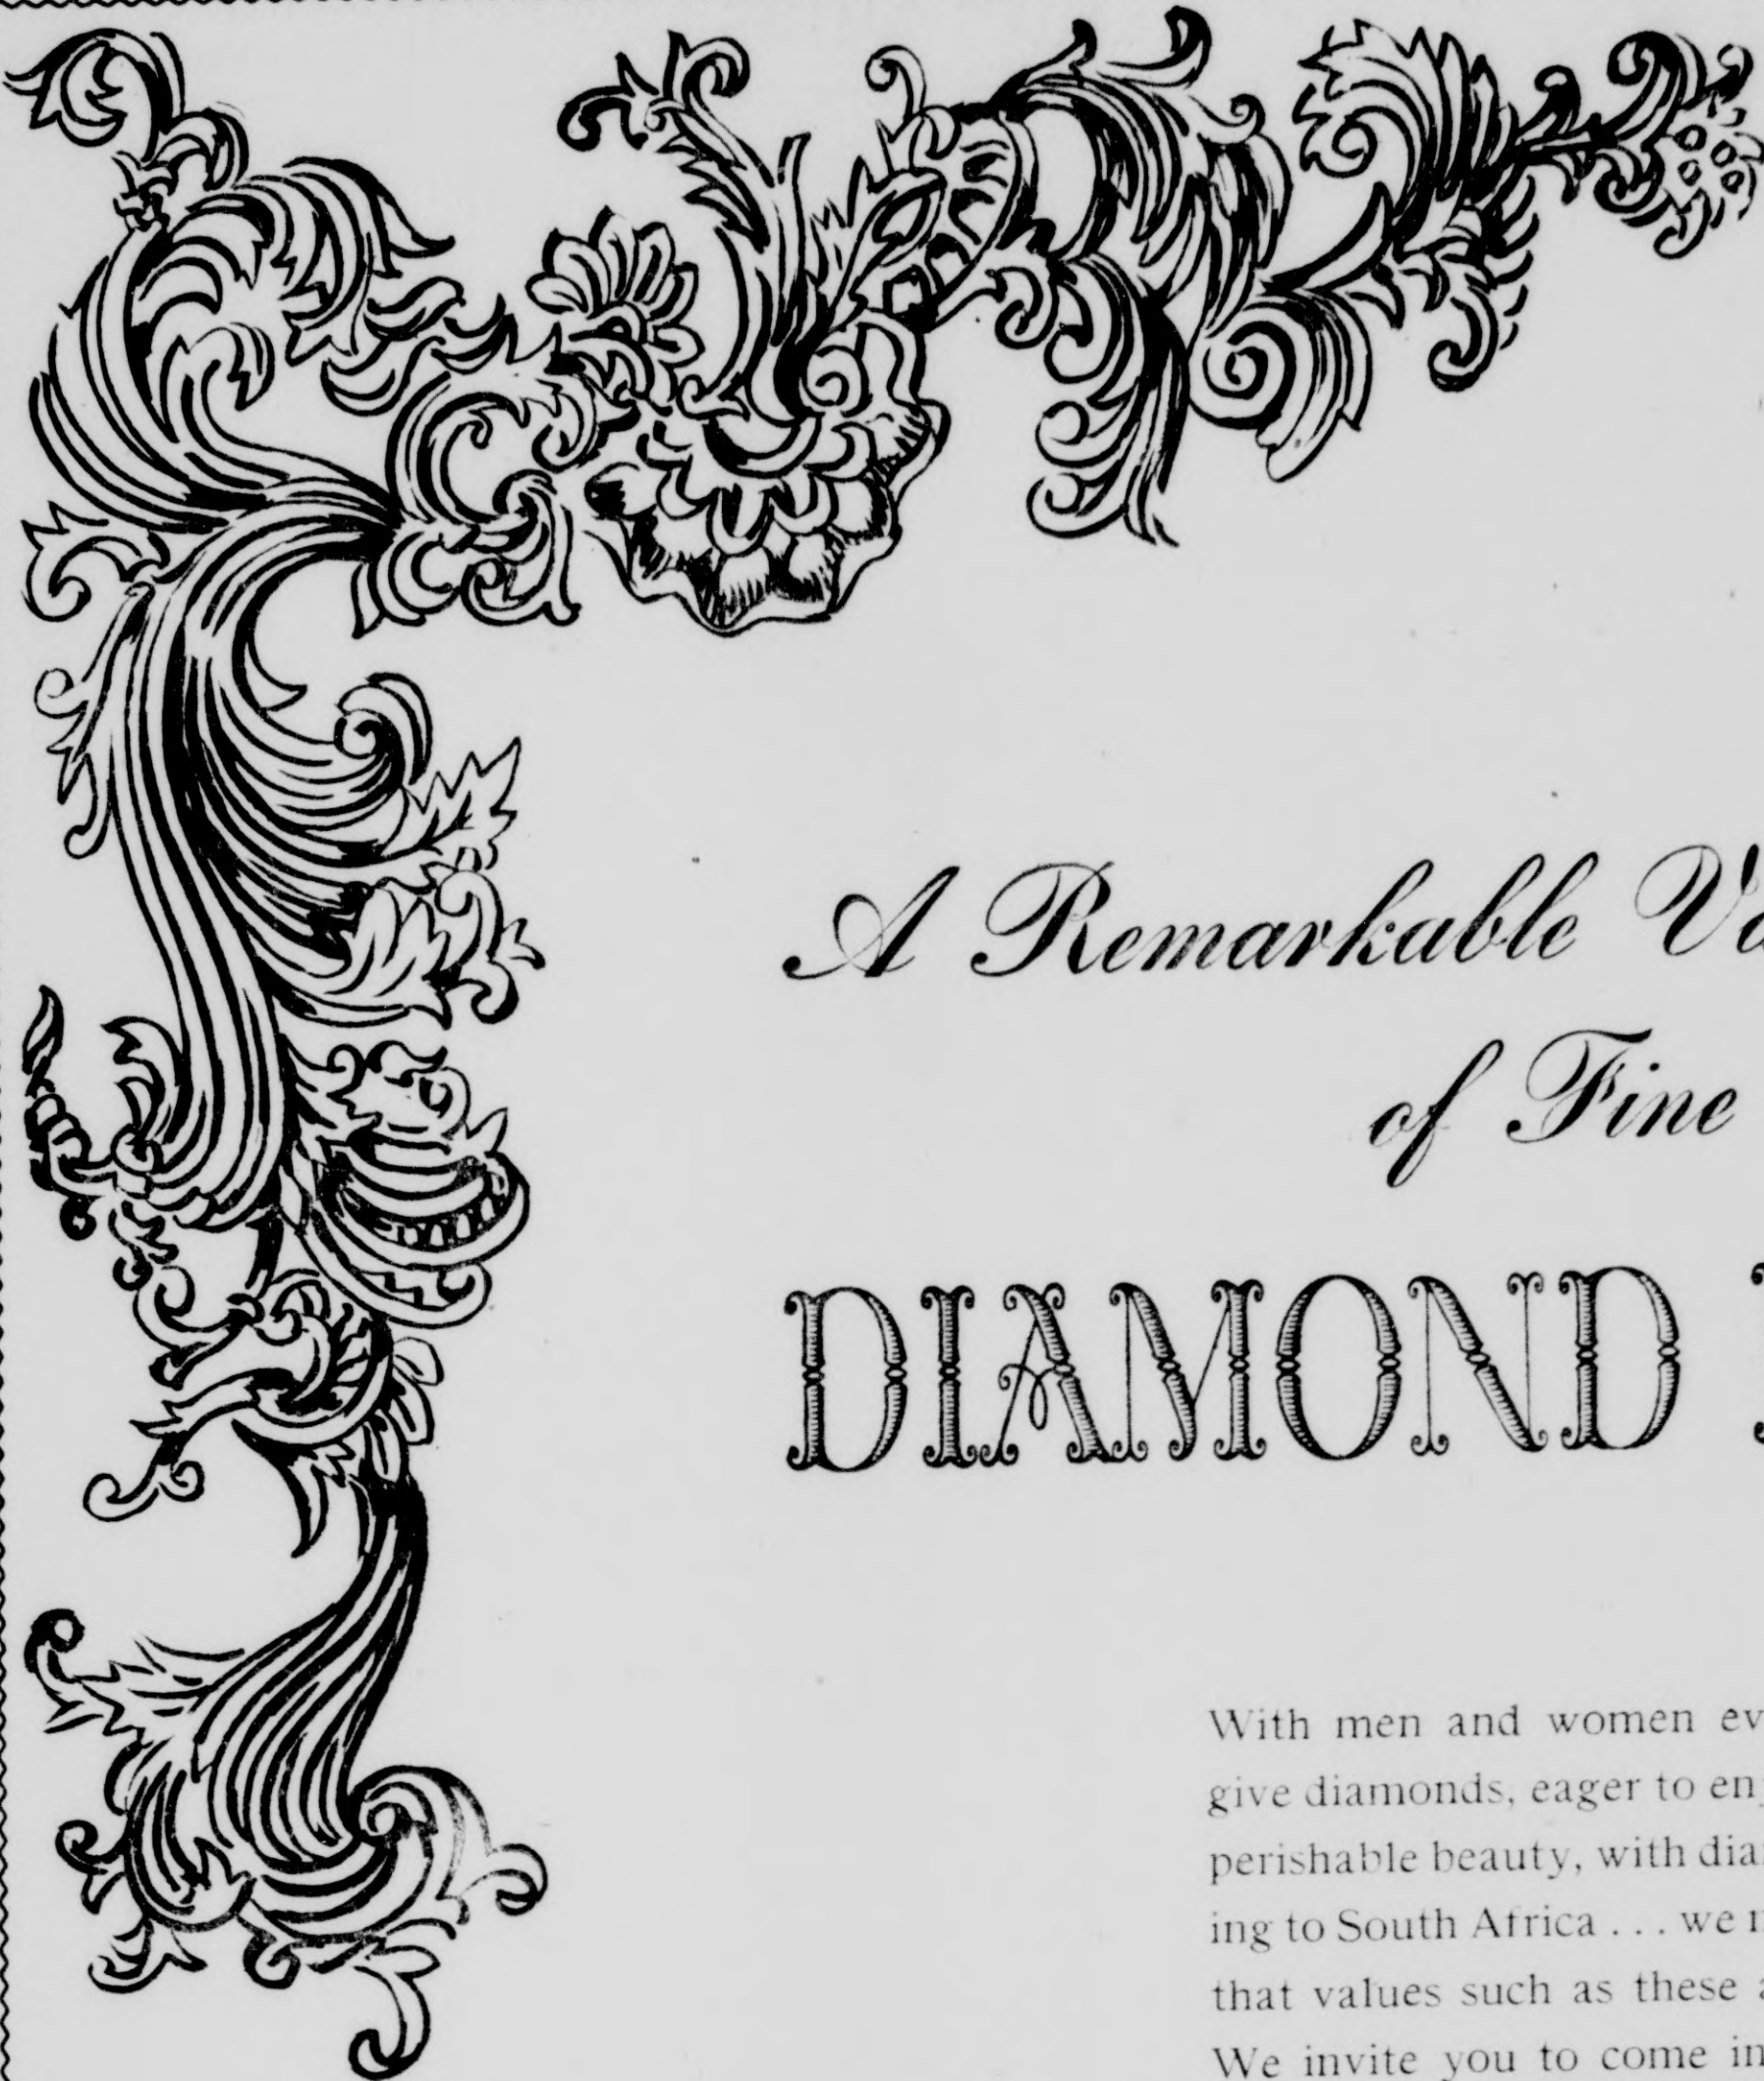 A Remarkable Va
of Fine
DIAMOND
With men and women ev
give diamonds, eager to en
perishable beauty, with dia
ing to South Africa . . . we
that values such as these
We invite you to come in